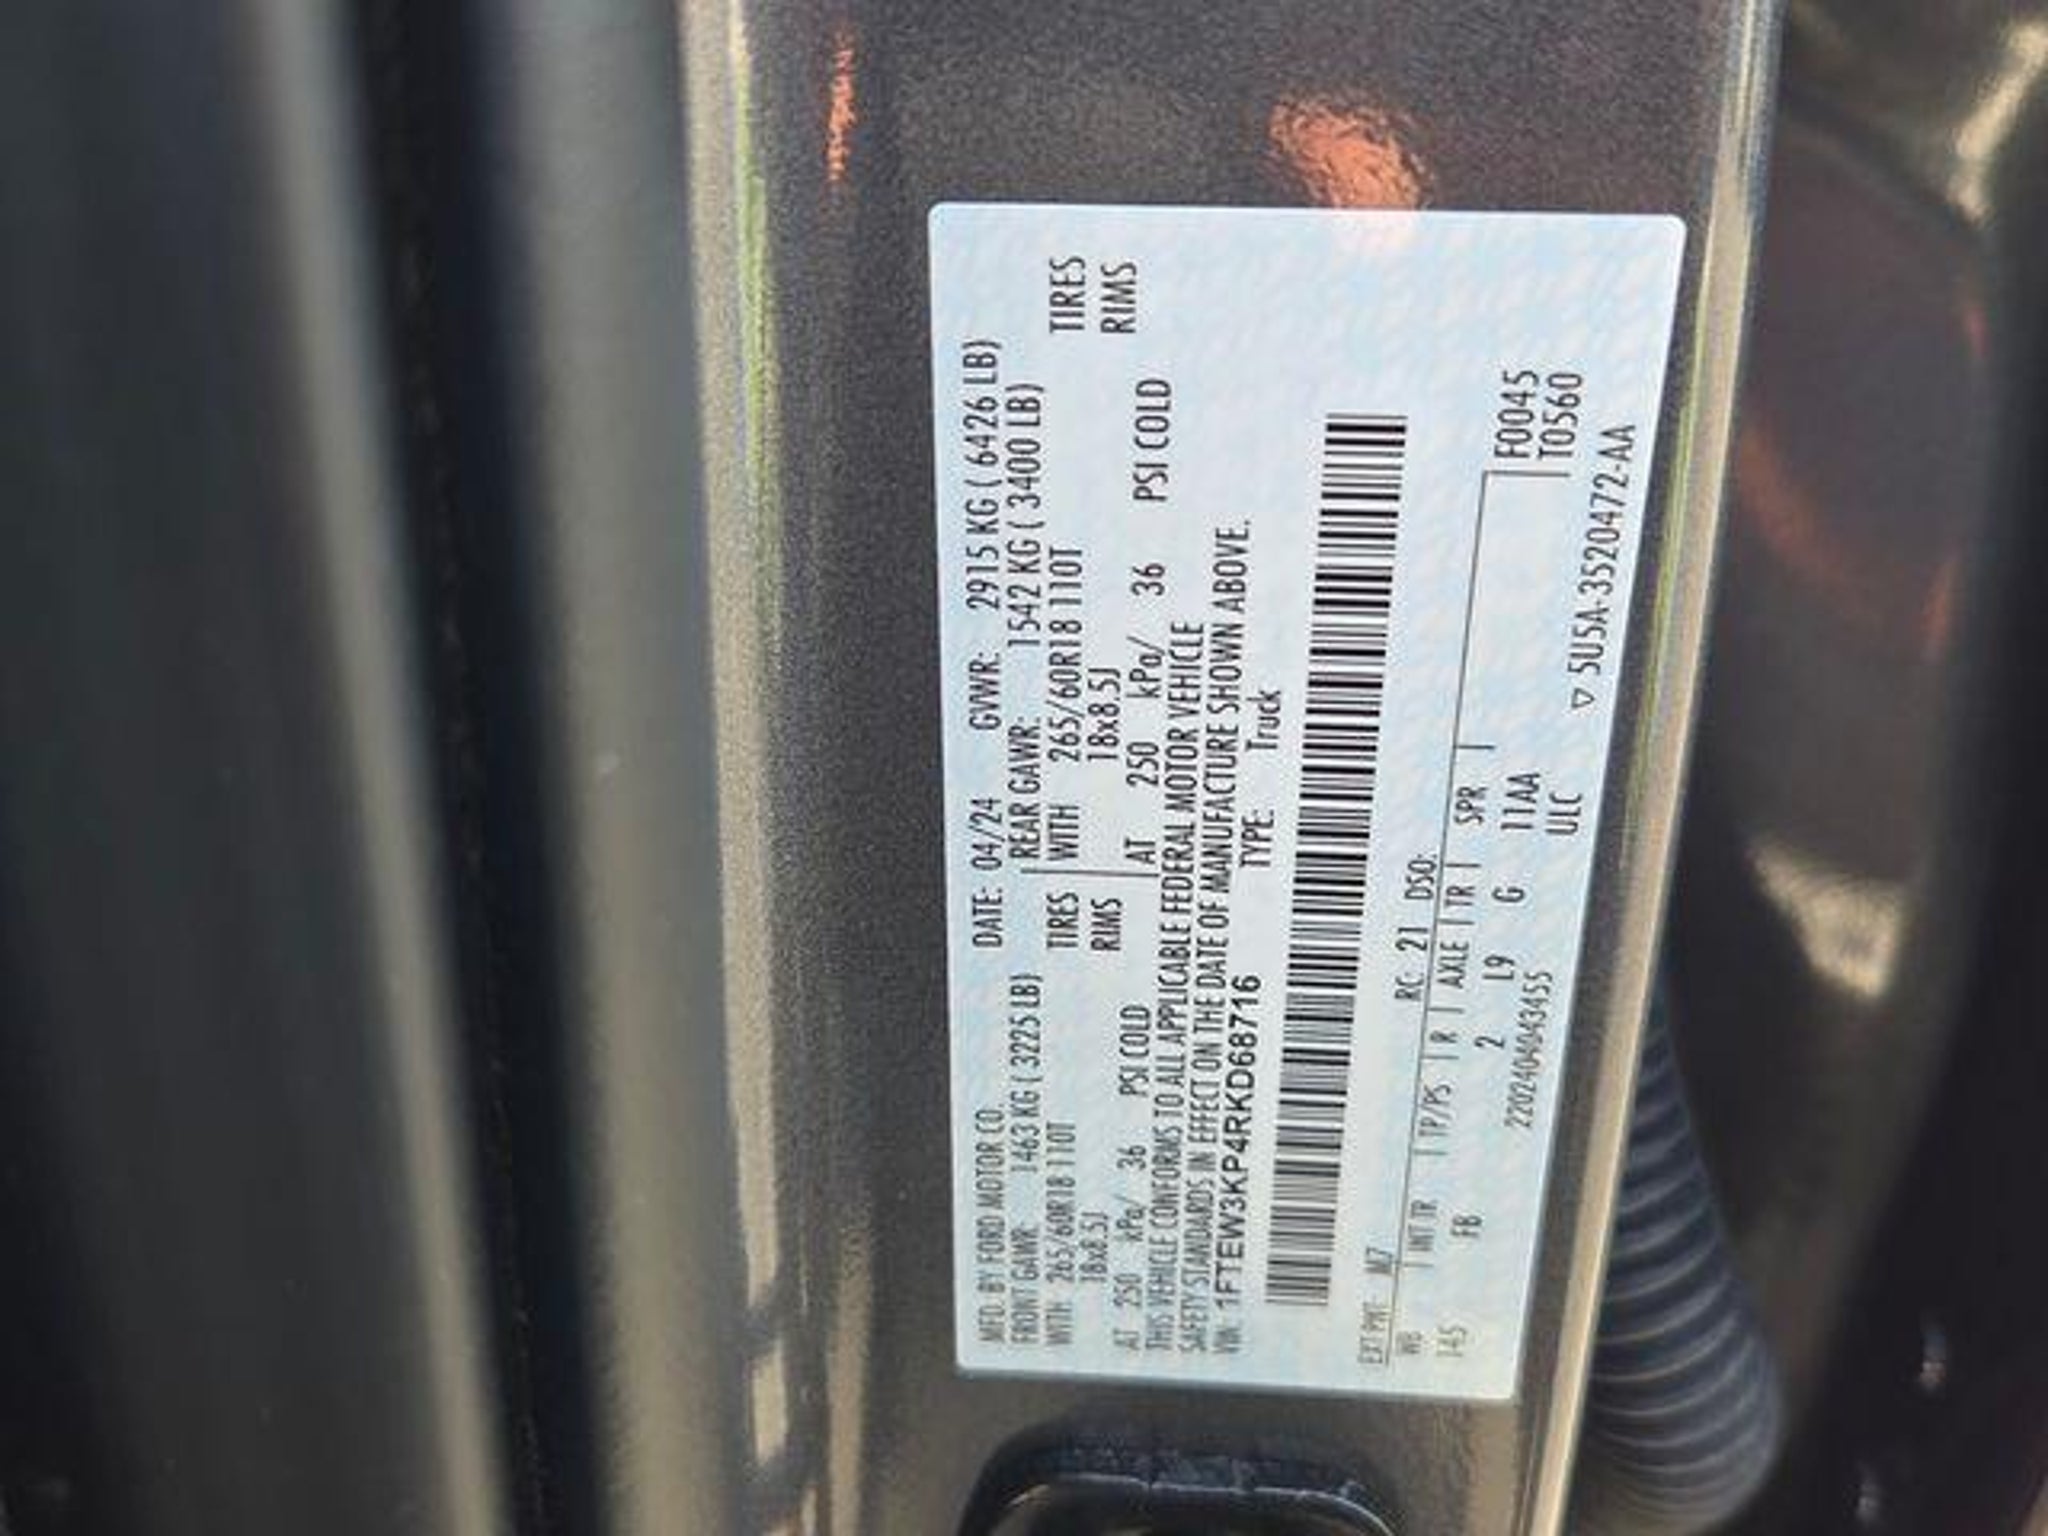 MFD. BY FORD MOTOR CO. DATE: 04/24 GVWR: 2915 KG ( 6426 LB)
FRONT GAWR: 1463 KG ( 3225 LB) REAR GAWR: 1542 KG ( 3400 LB)
WITH 265/60R18 110T TIRES WITH 265/60R18 110T TIRES
18x8.5J RIMS 18x8.5J RIMS
AT 250 kPa/ 36 PSI COLD AT 250 kPa/ 36 PSI COLD
THIS VEHICLE CONFORMS TO ALL APPLICABLE FEDERAL MOTOR VEHICLE
SAFETY STANDARDS IN EFFECT ON THE DATE OF MANUFACTURE SHOWN ABOVE.
VIN: 1FTEW3KP4RKD68716 TYPE: Truck
EXT PNT: M7 RC: 21 DSO:
WB INT TR TP/PS R AXLE TR SPR F0045
145 FB 2 L9 G 11AA T0560
ULC
220240404043455 ▽ 5U5A-3520472-AA